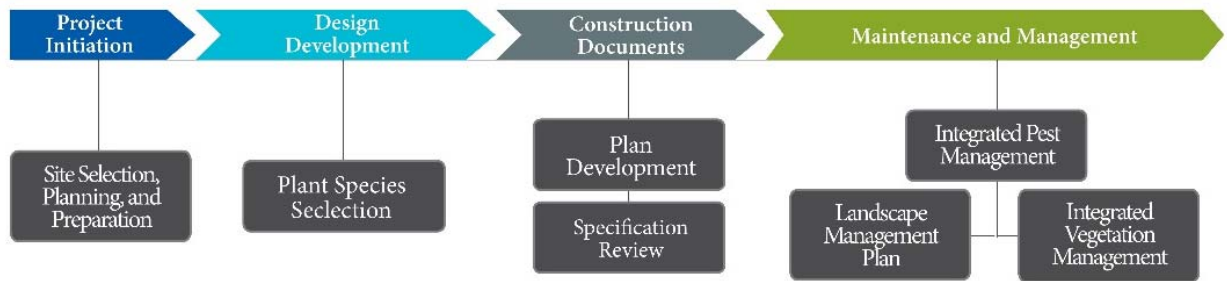 Project
Initiation
Design
Development
Construction
Documents
Maintenance and Management
Site Selection,
Planning, and
Preparation
Plant Species
Seclection
Plan
Development
Specification
Review
Integrated Pest
Management
Landscape
Management
Plan
Integrated
Vegetation
Management